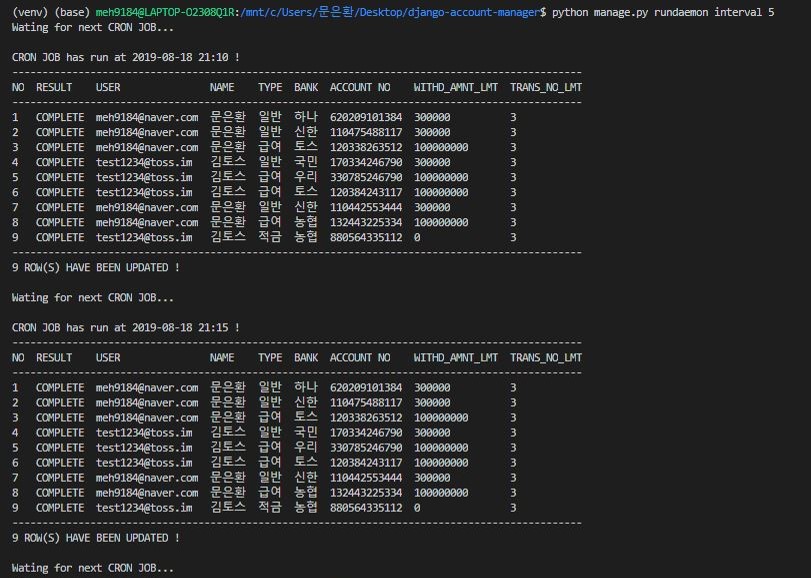 (venv) (base) meh9184@LAPTOP-O2308Q1R:/mnt/c/Users/문은환/Desktop/django-account-manager$ python manage.py rundaemon interval 5
Wating for next CRON JOB...
CRON JOB has run at 2019-08-18 21:10 !
-----------------------------------------------------------------------------------------------
NO RESULT USER NAME TYPE BANK ACCOUNT NO WITHD_AMNT_LMT TRANS_NO_LMT
-----------------------------------------------------------------------------------------------
1 COMPLETE meh9184@naver.com 문은환 일반 하나 620209101384 300000 3
2 COMPLETE meh9184@naver.com 문은환 일반 신한 110475488117 300000 3
3 COMPLETE meh9184@naver.com 문은환 급여 토스 120338263512 100000000 3
4 COMPLETE test1234@toss.im 김토스 일반 국민 170334246790 300000 3
5 COMPLETE test1234@toss.im 김토스 급여 우리 330785246790 100000000 3
6 COMPLETE test1234@toss.im 김토스 급여 토스 120384243117 100000000 3
7 COMPLETE meh9184@naver.com 문은환 일반 신한 110442553444 300000 3
8 COMPLETE meh9184@naver.com 문은환 급여 농협 132443225334 100000000 3
9 COMPLETE test1234@toss.im 김토스 적금 농협 880564335112 0 3
-----------------------------------------------------------------------------------------------
9 ROW(S) HAVE BEEN UPDATED !
Wating for next CRON JOB...
CRON JOB has run at 2019-08-18 21:15 !
-----------------------------------------------------------------------------------------------
NO RESULT USER NAME TYPE BANK ACCOUNT NO WITHD_AMNT_LMT TRANS_NO_LMT
-----------------------------------------------------------------------------------------------
1 COMPLETE meh9184@naver.com 문은환 일반 하나 620209101384 300000 3
2 COMPLETE meh9184@naver.com 문은환 일반 신한 110475488117 300000 3
3 COMPLETE meh9184@naver.com 문은환 급여 토스 120338263512 100000000 3
4 COMPLETE test1234@toss.im 김토스 일반 국민 170334246790 300000 3
5 COMPLETE test1234@toss.im 김토스 급여 우리 330785246790 100000000 3
6 COMPLETE test1234@toss.im 김토스 급여 토스 120384243117 100000000 3
7 COMPLETE meh9184@naver.com 문은환 일반 신한 110442553444 300000 3
8 COMPLETE meh9184@naver.com 문은환 급여 농협 132443225334 100000000 3
9 COMPLETE test1234@toss.im 김토스 적금 농협 880564335112 0 3
-----------------------------------------------------------------------------------------------
9 ROW(S) HAVE BEEN UPDATED !
Wating for next CRON JOB...